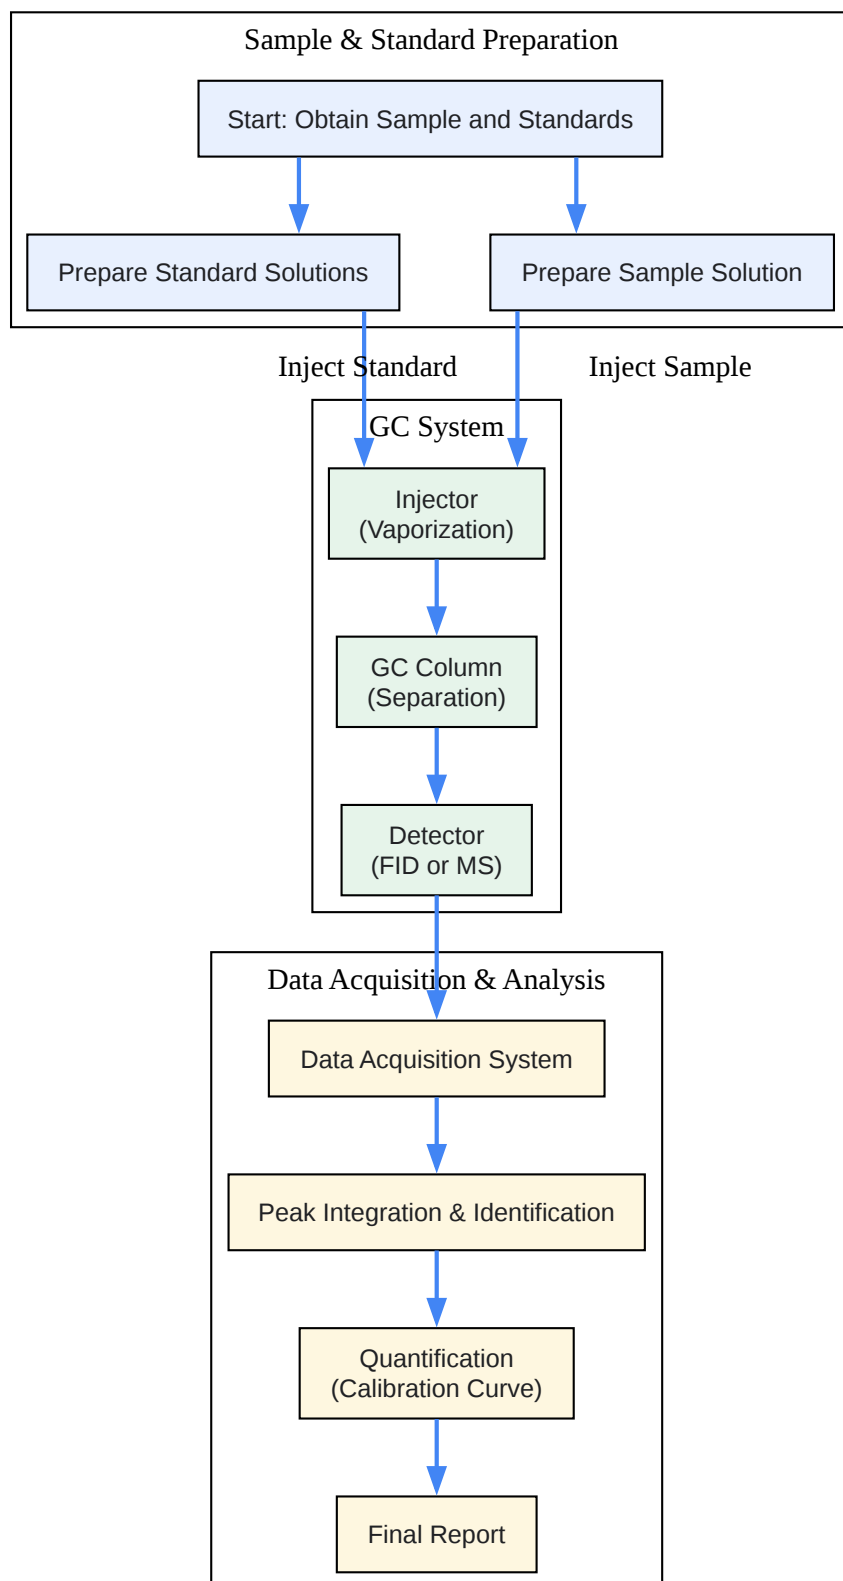 Sample & Standard Preparation
Start: Obtain Sample and Standards
Prepare Standard Solutions
Prepare Sample Solution
Inject Standard
Inject Sample
GC System
Injector
(Vaporization)
GC Column
(Separation)
Detector
(FID or MS)
Data Acquisition & Analysis
Data Acquisition System
Peak Integration & Identification
Quantification
(Calibration Curve)
Final Report